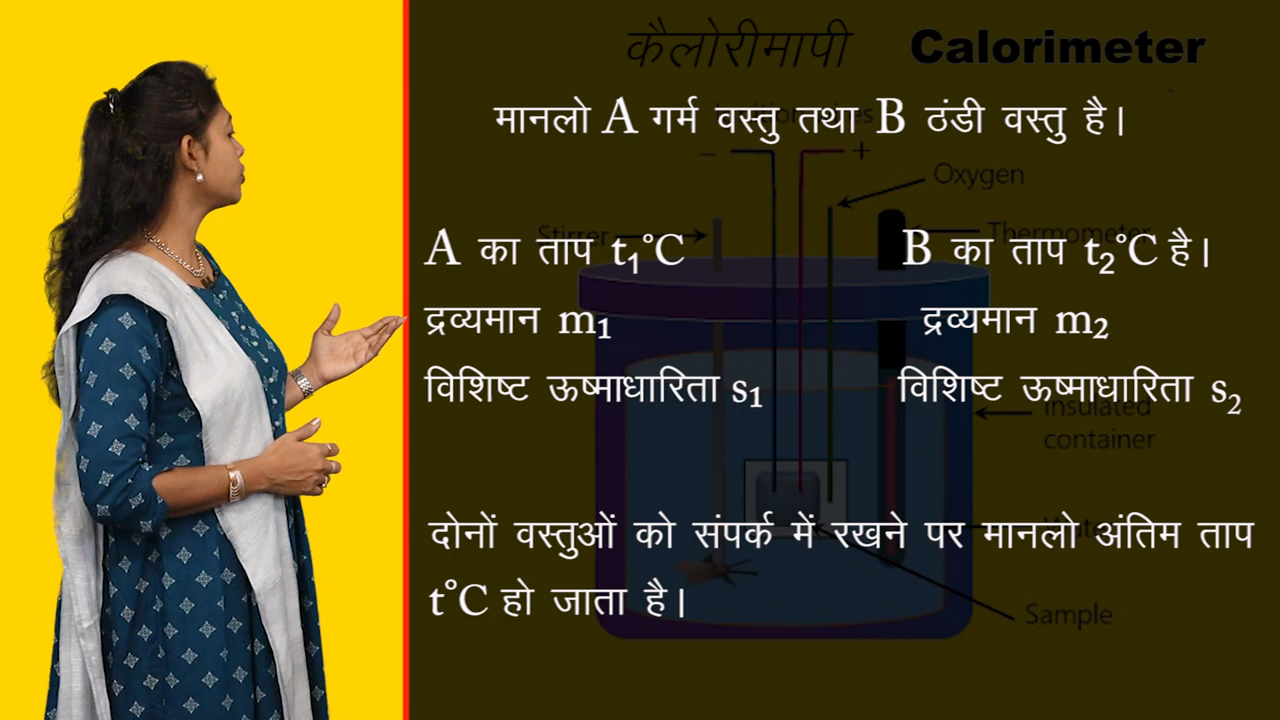 कैलोरीमापी Calorimeter
मानलो A गर्म वस्तु तथा B ठंडी वस्तु है।
− +
Oxygen
Stirrer
Thermometer
A का ताप t₁°C B का ताप t₂°C है।
द्रव्यमान m₁ द्रव्यमान m₂
विशिष्ट ऊष्माधारिता s₁ विशिष्ट ऊष्माधारिता s₂
Insulated
container
दोनों वस्तुओं को संपर्क में रखने पर मानलो अंतिम ताप
t°C हो जाता है।
Sample